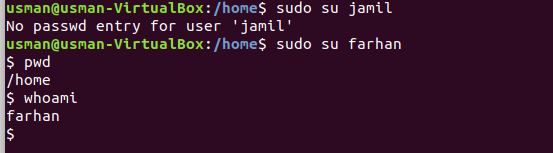 usman@usman-VirtualBox:/home$ sudo su jamil
No passwd entry for user 'jamil'
usman@usman-VirtualBox:/home$ sudo su farhan
$ pwd
/home
$ whoami
farhan
$